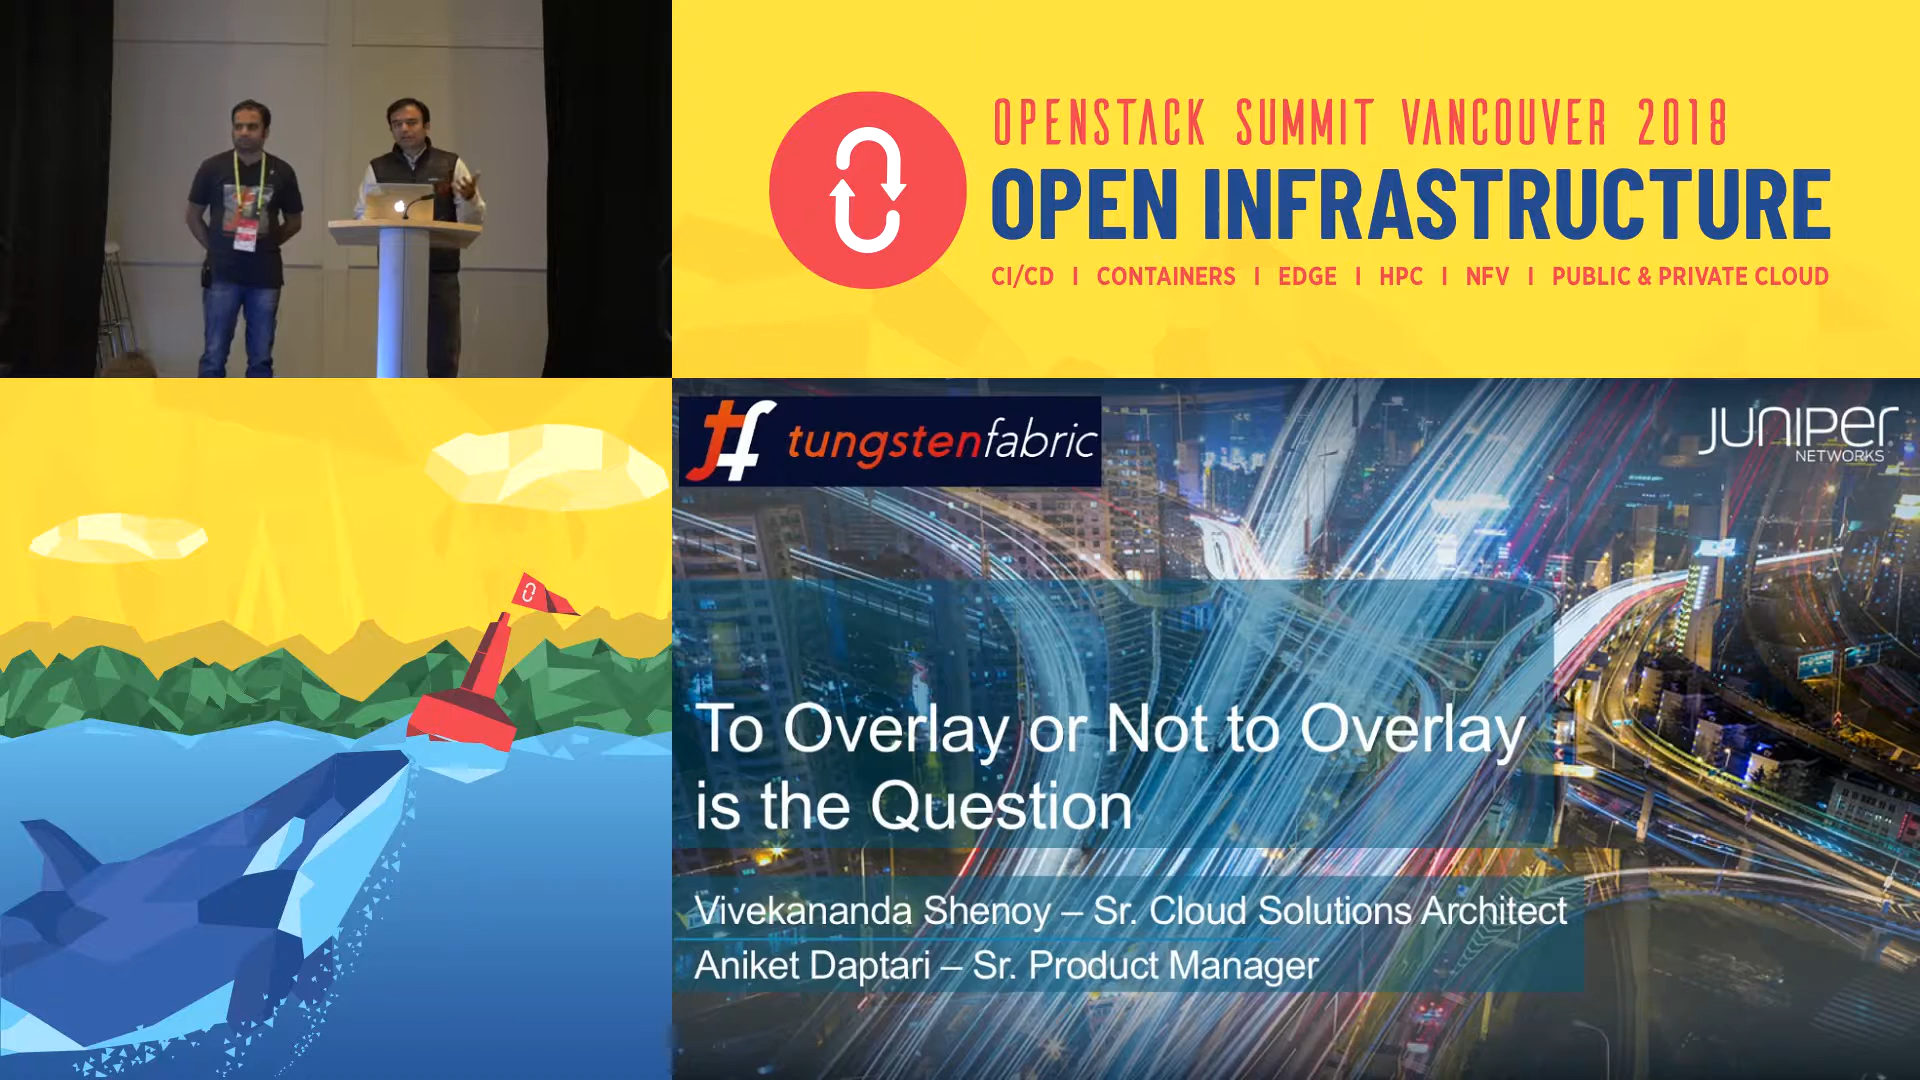 OPENSTACK SUMMIT VANCOUVER 2018
OPEN INFRASTRUCTURE
CI/CD | CONTAINERS | EDGE | HPC | NFV | PUBLIC & PRIVATE CLOUD
tungstenfabric
JUNIPER
NETWORKS
To Overlay or Not to Overlay
is the Question
Vivekananda Shenoy – Sr. Cloud Solutions Architect
Aniket Daptari – Sr. Product Manager